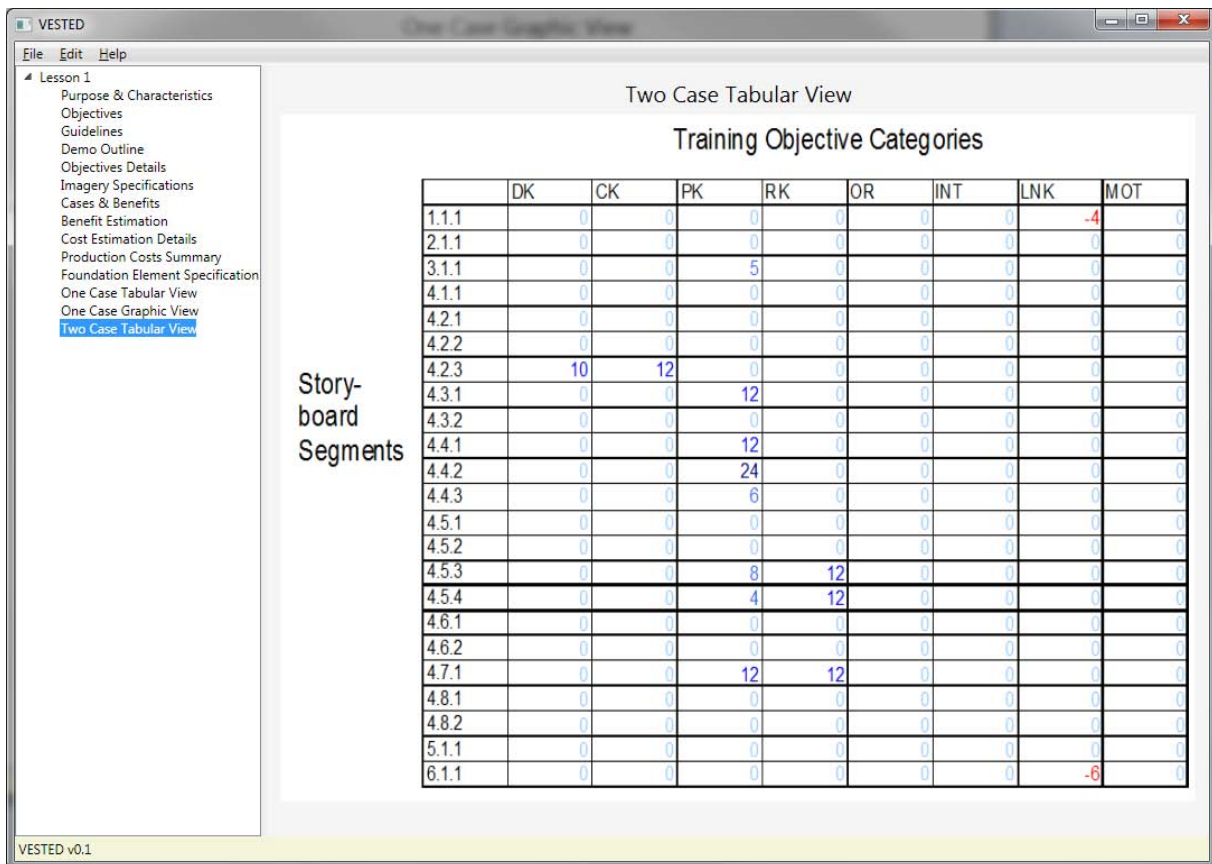 VESTED
One Case Graphic View
File Edit Help
Lesson 1
Purpose & Characteristics
Objectives
Guidelines
Demo Outline
Objectives Details
Imagery Specifications
Cases & Benefits
Benefit Estimation
Cost Estimation Details
Production Costs Summary
Foundation Element Specification
One Case Tabular View
One Case Graphic View
Two Case Tabular View
Two Case Tabular View
Training Objective Categories
Story-
board
Segments
DK CK PK RK OR INT LNK MOT
1.1.1 0 0 0 0 0 0 -4 0
2.1.1 0 0 0 0 0 0 0 0
3.1.1 0 0 5 0 0 0 0 0
4.1.1 0 0 0 0 0 0 0 0
4.2.1 0 0 0 0 0 0 0 0
4.2.2 0 0 0 0 0 0 0 0
4.2.3 10 12 0 0 0 0 0 0
4.3.1 0 0 12 0 0 0 0 0
4.3.2 0 0 0 0 0 0 0 0
4.4.1 0 0 12 0 0 0 0 0
4.4.2 0 0 24 0 0 0 0 0
4.4.3 0 0 6 0 0 0 0 0
4.5.1 0 0 0 0 0 0 0 0
4.5.2 0 0 0 0 0 0 0 0
4.5.3 0 0 8 12 0 0 0 0
4.5.4 0 0 4 12 0 0 0 0
4.6.1 0 0 0 0 0 0 0 0
4.6.2 0 0 0 0 0 0 0 0
4.7.1 0 0 12 12 0 0 0 0
4.8.1 0 0 0 0 0 0 0 0
4.8.2 0 0 0 0 0 0 0 0
5.1.1 0 0 0 0 0 0 0 0
6.1.1 0 0 0 0 0 0 -6 0
VESTED v0.1